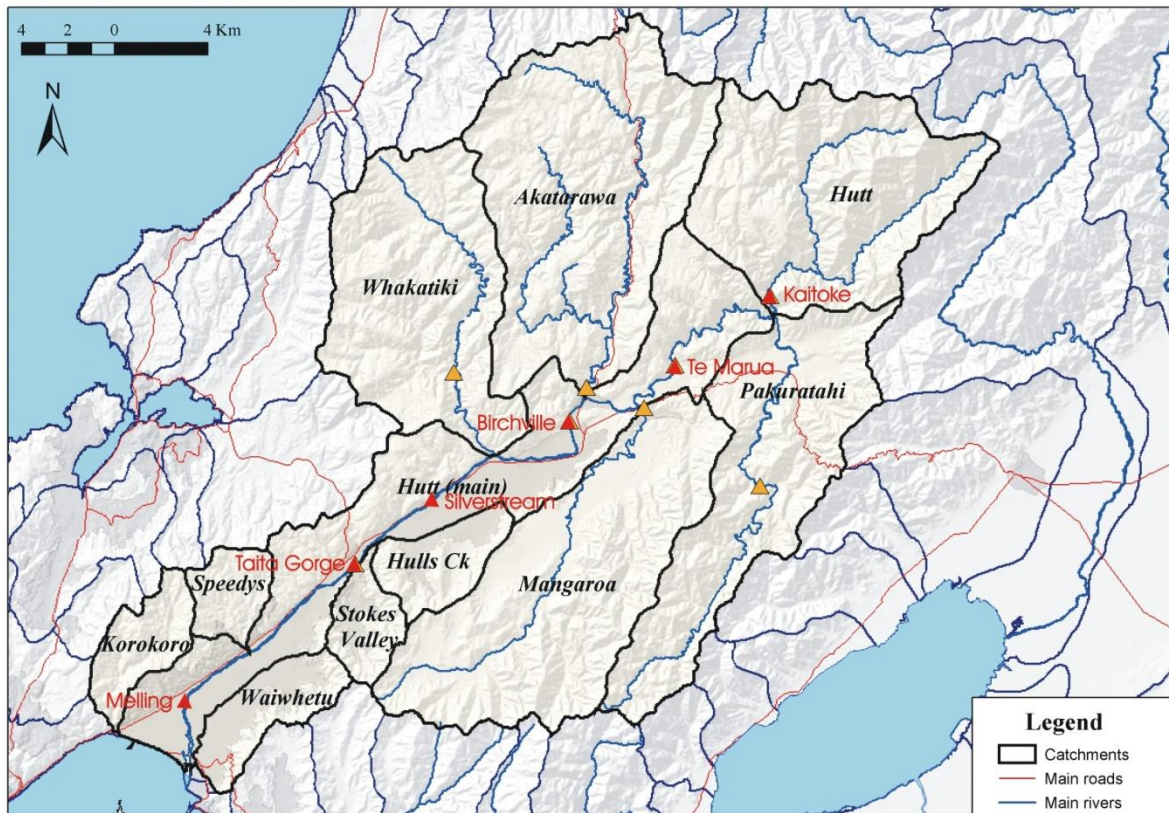 4 2 0 4 Km
N
Akatarawa
Hutt
Whakatiki
Kaitoke
Te Marua
Pakuratahi
Birchville
Hutt (main)
Silverstream
Taita Gorge
Hulls Ck
Speedys
Mangaroa
Stokes
Valley
Korokoro
Waiwhetu
Melling
Legend
Catchments
Main roads
Main rivers